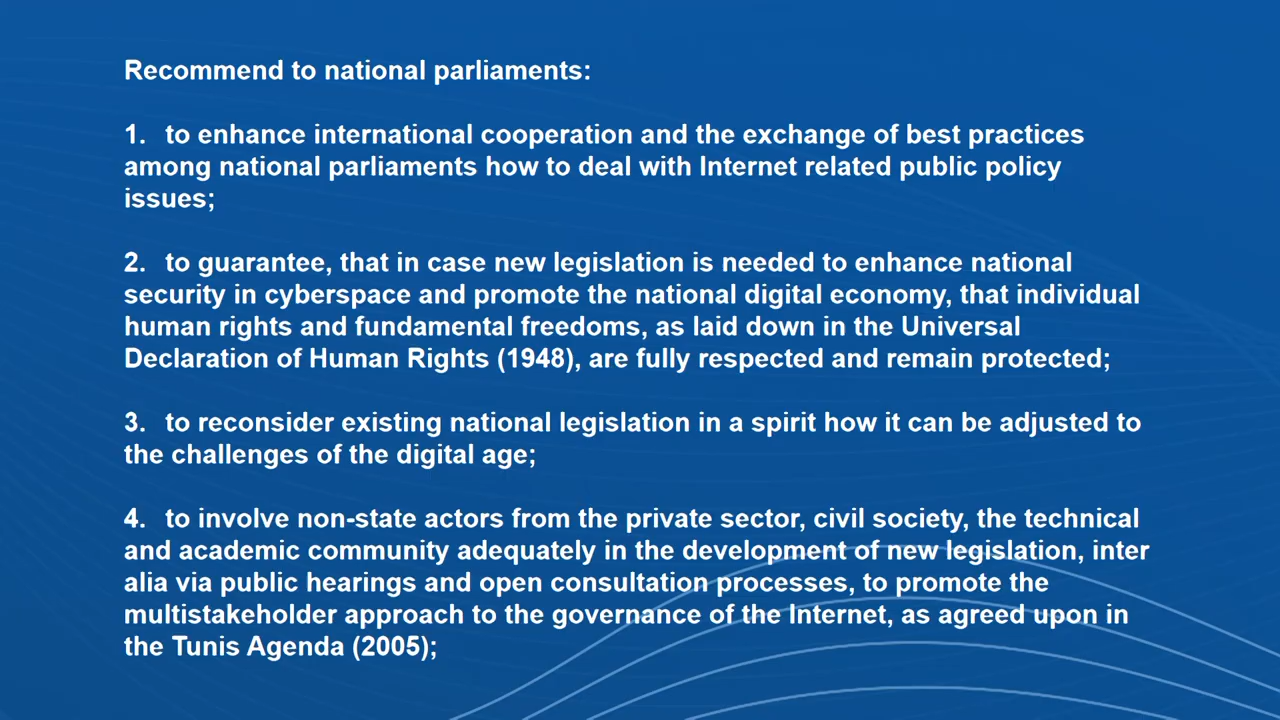 Recommend to national parliaments:
1. to enhance international cooperation and the exchange of best practices
among national parliaments how to deal with Internet related public policy
issues;
2. to guarantee, that in case new legislation is needed to enhance national
security in cyberspace and promote the national digital economy, that individual
human rights and fundamental freedoms, as laid down in the Universal
Declaration of Human Rights (1948), are fully respected and remain protected;
3. to reconsider existing national legislation in a spirit how it can be adjusted to
the challenges of the digital age;
4. to involve non-state actors from the private sector, civil society, the technical
and academic community adequately in the development of new legislation, inter
alia via public hearings and open consultation processes, to promote the
multistakeholder approach to the governance of the Internet, as agreed upon in
the Tunis Agenda (2005);